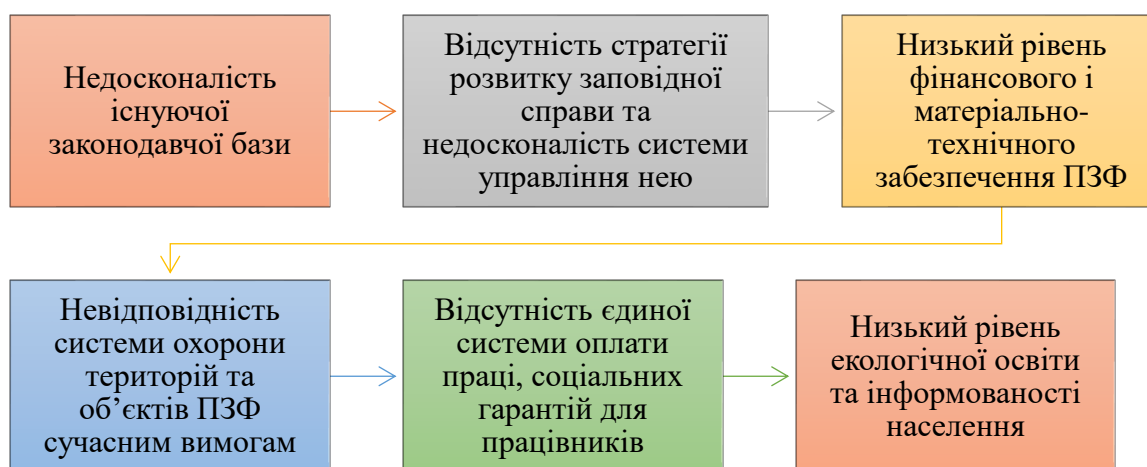 Недосконалість
існуючої
законодавчої бази
Відсутність стратегії
розвитку заповідної
справи та
недосконалість системи
управління нею
Низький рівень
фінансового і
матеріально-
технічного
забезпечення ПЗФ
Невідповідність
системи охорони
територій та
об’єктів ПЗФ
сучасним вимогам
Відсутність єдиної
системи оплати
праці, соціальних
гарантій для
працівників
Низький рівень
екологічної освіти
та інформованості
населення